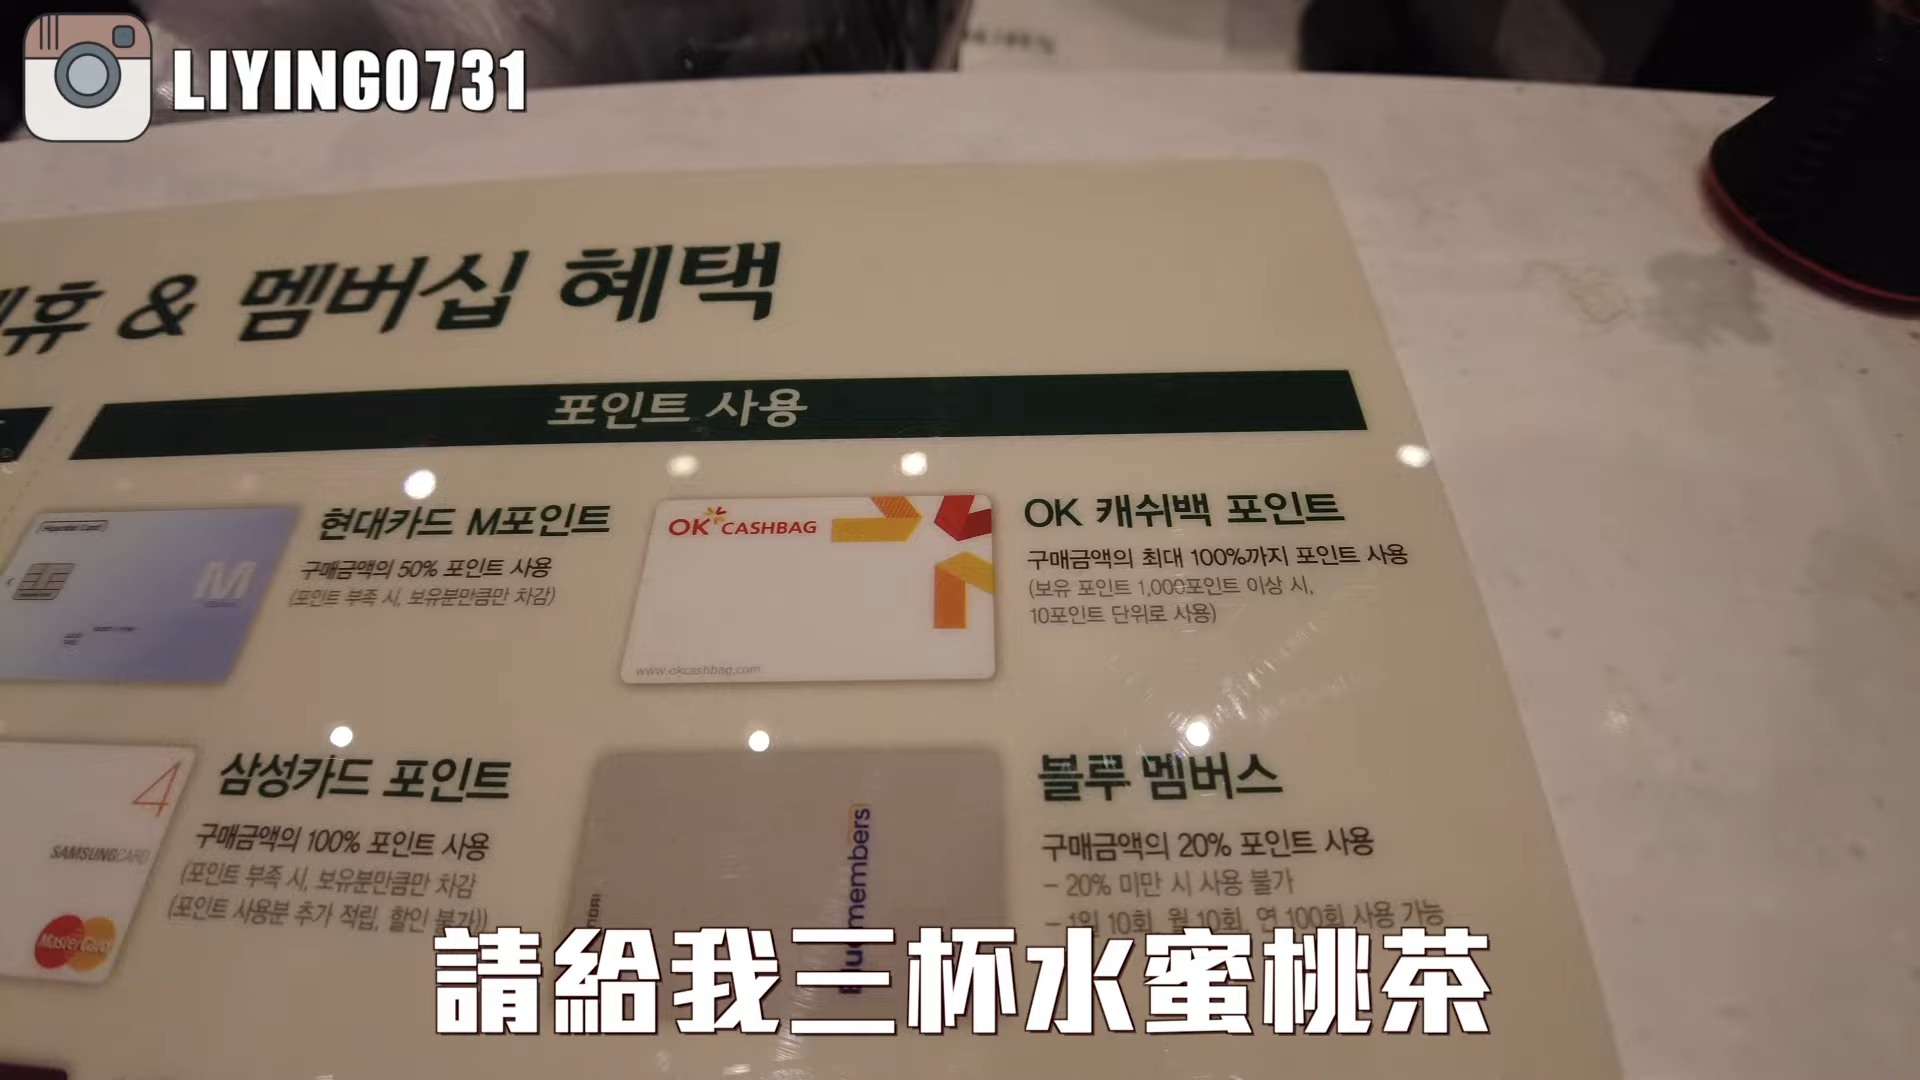 LIYING0731
휴 & 멤버십 혜택
포인트 사용
현대카드 M포인트
구매금액의 50% 포인트 사용
(포인트 부족 시, 보유분만큼만 차감)
M
OK CASHBAG
www.okcashbag.com
OK 캐쉬백 포인트
구매금액의 최대 100%까지 포인트 사용
(보유 포인트 1,000포인트 이상 시,
10포인트 단위로 사용)
4
SAMSUNG CARD
MasterCard
삼성카드 포인트
구매금액의 100% 포인트 사용
(포인트 부족 시, 보유분만큼만 차감
(포인트 사용분 추가 적립, 할인 불가))
Bluemembers
블루 멤버스
구매금액의 20% 포인트 사용
- 20% 미만 시 사용 불가
- 1일 10회, 월 10회, 연 100회 사용 가능
請給我三杯水蜜桃茶